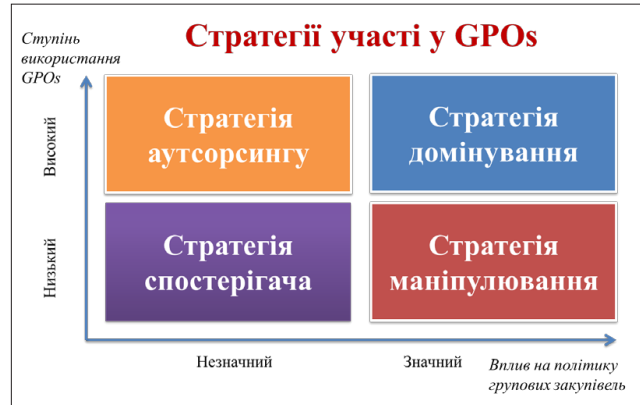 Стратегії участі у GPOs
Ступінь
використання
GPOs
Високий
Стратегія
аутсорсингу
Стратегія
домінування
Низький
Стратегія
спостерігача
Стратегія
маніпулювання
Незначний
Значний
Вплив на політику
групових закупівель